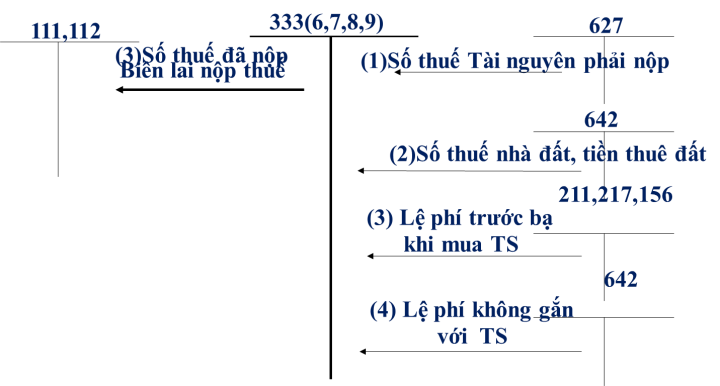 111,112
333(6,7,8,9)
627
(3)Số thuế đã nộp
Biên lai nộp thuế
(1)Số thuế Tài nguyên phải nộp
642
(2)Số thuế nhà đất, tiền thuê đất
211,217,156
(3) Lệ phí trước bạ
khi mua TS
642
(4) Lệ phí không gắn
với TS